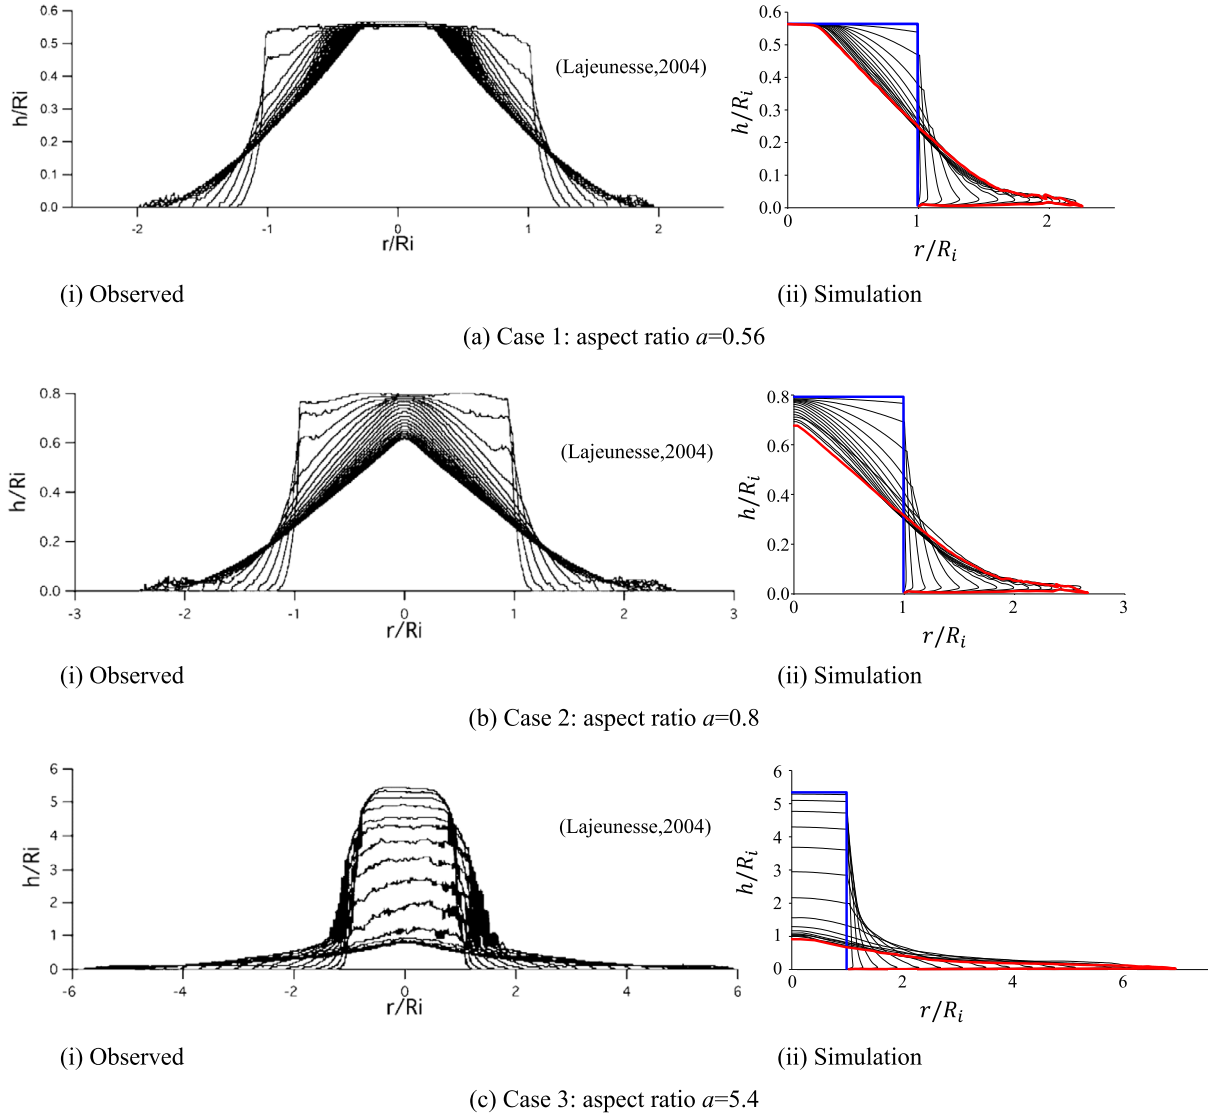 0.6
0.5
0.4
0.3
0.2
0.1
0.0
h/Ri
-2
-1
0
1
2
r/Ri
(Lajeunesse,2004)
0.6
0.5
0.4
0.3
0.2
0.1
0.0
h/R_i
0
1
2
r/R_i
(i) Observed
(ii) Simulation
(a) Case 1: aspect ratio a=0.56
0.8
0.6
0.4
0.2
0.0
h/Ri
-3
-2
-1
0
1
2
3
r/Ri
(Lajeunesse,2004)
0.8
0.6
0.4
0.2
0.0
h/R_i
0
1
2
3
r/R_i
(i) Observed
(ii) Simulation
(b) Case 2: aspect ratio a=0.8
6
5
4
3
2
1
0
h/Ri
-6
-4
-2
0
2
4
6
r/Ri
(Lajeunesse,2004)
6
5
4
3
2
1
0
h/R_i
0
2
4
6
r/R_i
(i) Observed
(ii) Simulation
(c) Case 3: aspect ratio a=5.4